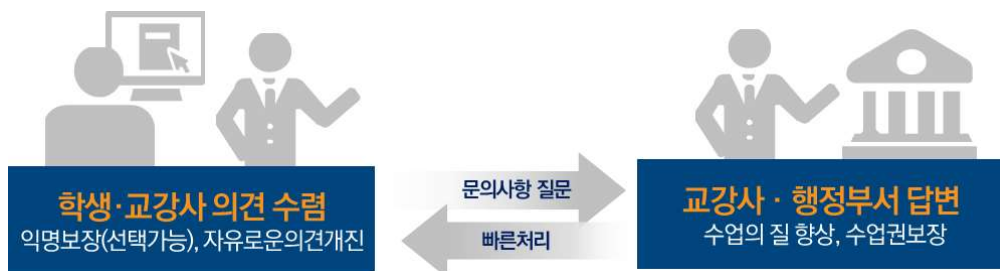 학생·교강사 의견 수렴
익명보장(선택가능), 자유로운의견개진
문의사항 질문
빠른처리
교강사 · 행정부서 답변
수업의 질 향상, 수업권보장